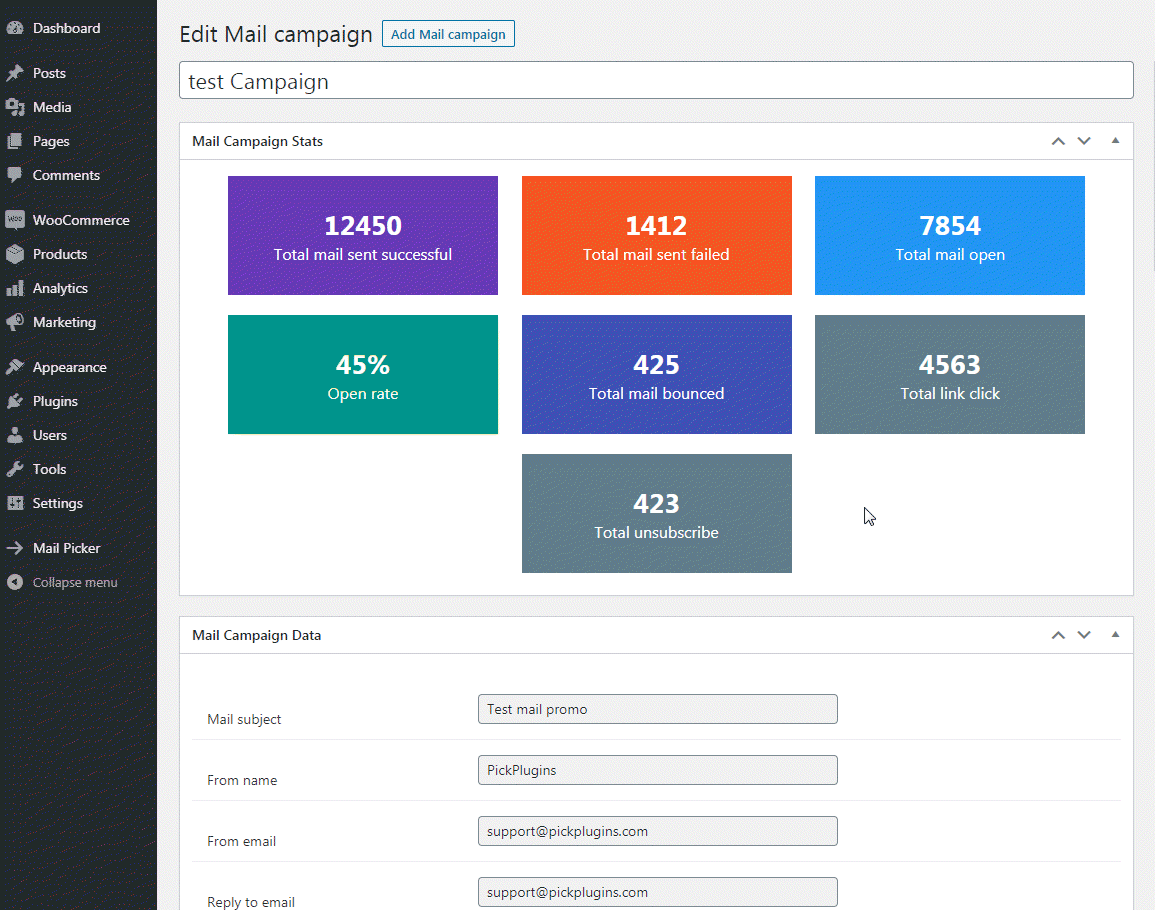 Dashboard
Posts
Media
Pages
Comments
Woo WooCommerce
Products
Analytics
Marketing
Appearance
Plugins
Users
Tools
Settings
Mail Picker
Collapse menu
Edit Mail campaign Add Mail campaign
test Campaign
Mail Campaign Stats
12450
Total mail sent successful
1412
Total mail sent failed
7854
Total mail open
45%
Open rate
425
Total mail bounced
4563
Total link click
423
Total unsubscribe
Mail Campaign Data
Mail subject Test mail promo
From name PickPlugins
From email support@pickplugins.com
Reply to email support@pickplugins.com